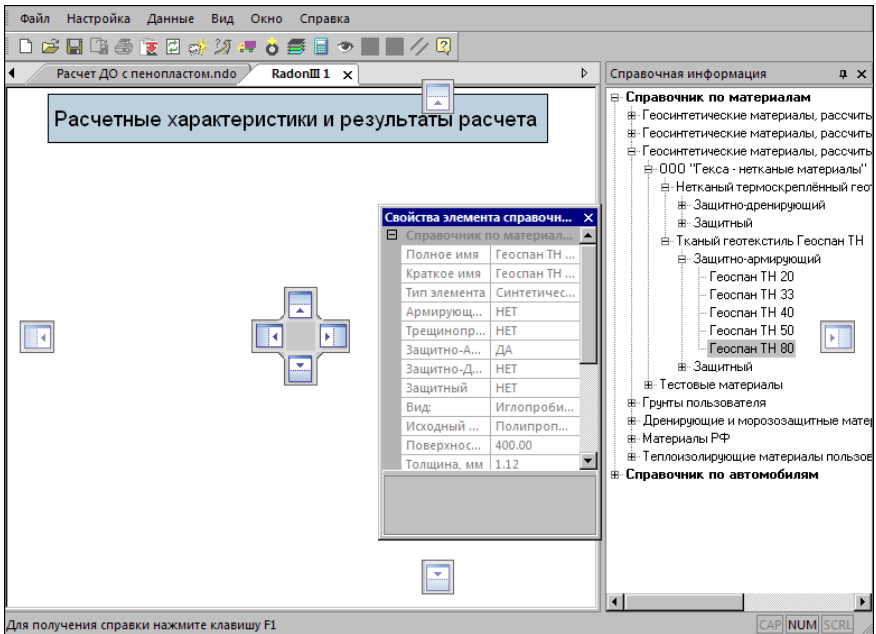 Файл Настройка Данные Вид Окно Справка
Расчет ДО с пенопластом.ndo RadonIII 1 x
Расчетные характеристики и результаты расчета
Свойства элемента справочн...
Справочник по материал...
Полное имя Геоспан ТН ...
Краткое имя Геоспан ТН ...
Тип элемента Синтетичес...
Армирующ... НЕТ
Трещинопр... НЕТ
Защитно-А... ДА
Защитно-Д... НЕТ
Защитный НЕТ
Вид: Иглопроби...
Исходный ... Полипроп...
Поверхнос... 400.00
Толщина, мм 1.12
Справочная информация
Справочник по материалам
Геосинтетические материалы, рассчить
Геосинтетические материалы, рассчить
Геосинтетические материалы, рассчить
ООО "Гекса - нетканые материалы"
Нетканый термоскреплённый гео
Защитно-дренирующий
Защитный
Тканый геотекстиль Геоспан ТН
Защитно-армирующий
Геоспан ТН 20
Геоспан ТН 33
Геоспан ТН 40
Геоспан ТН 50
Геоспан ТН 80
Защитный
Тестовые материалы
Грунты пользователя
Дренирующие и морозозащитные мате
Материалы РФ
Теплоизолирующие материалы пользов
Справочник по автомобилям
Для получения справки нажмите клавишу F1
CAP NUM SCRL